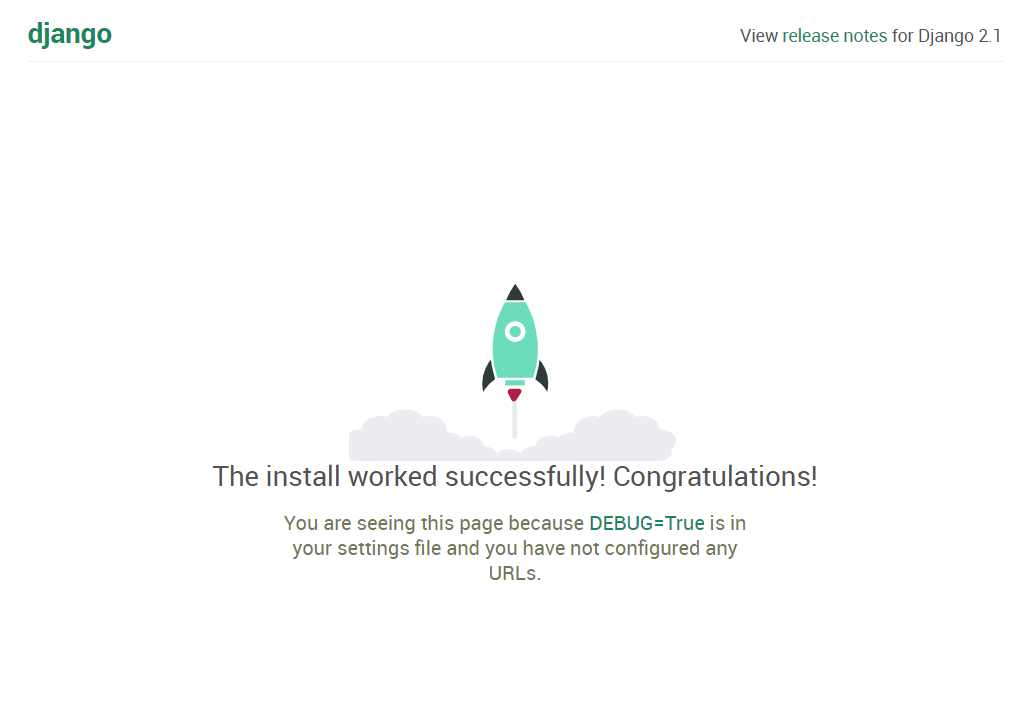 django
View release notes for Django 2.1
The install worked successfully! Congratulations!
You are seeing this page because DEBUG=True is in
your settings file and you have not configured any
URLs.